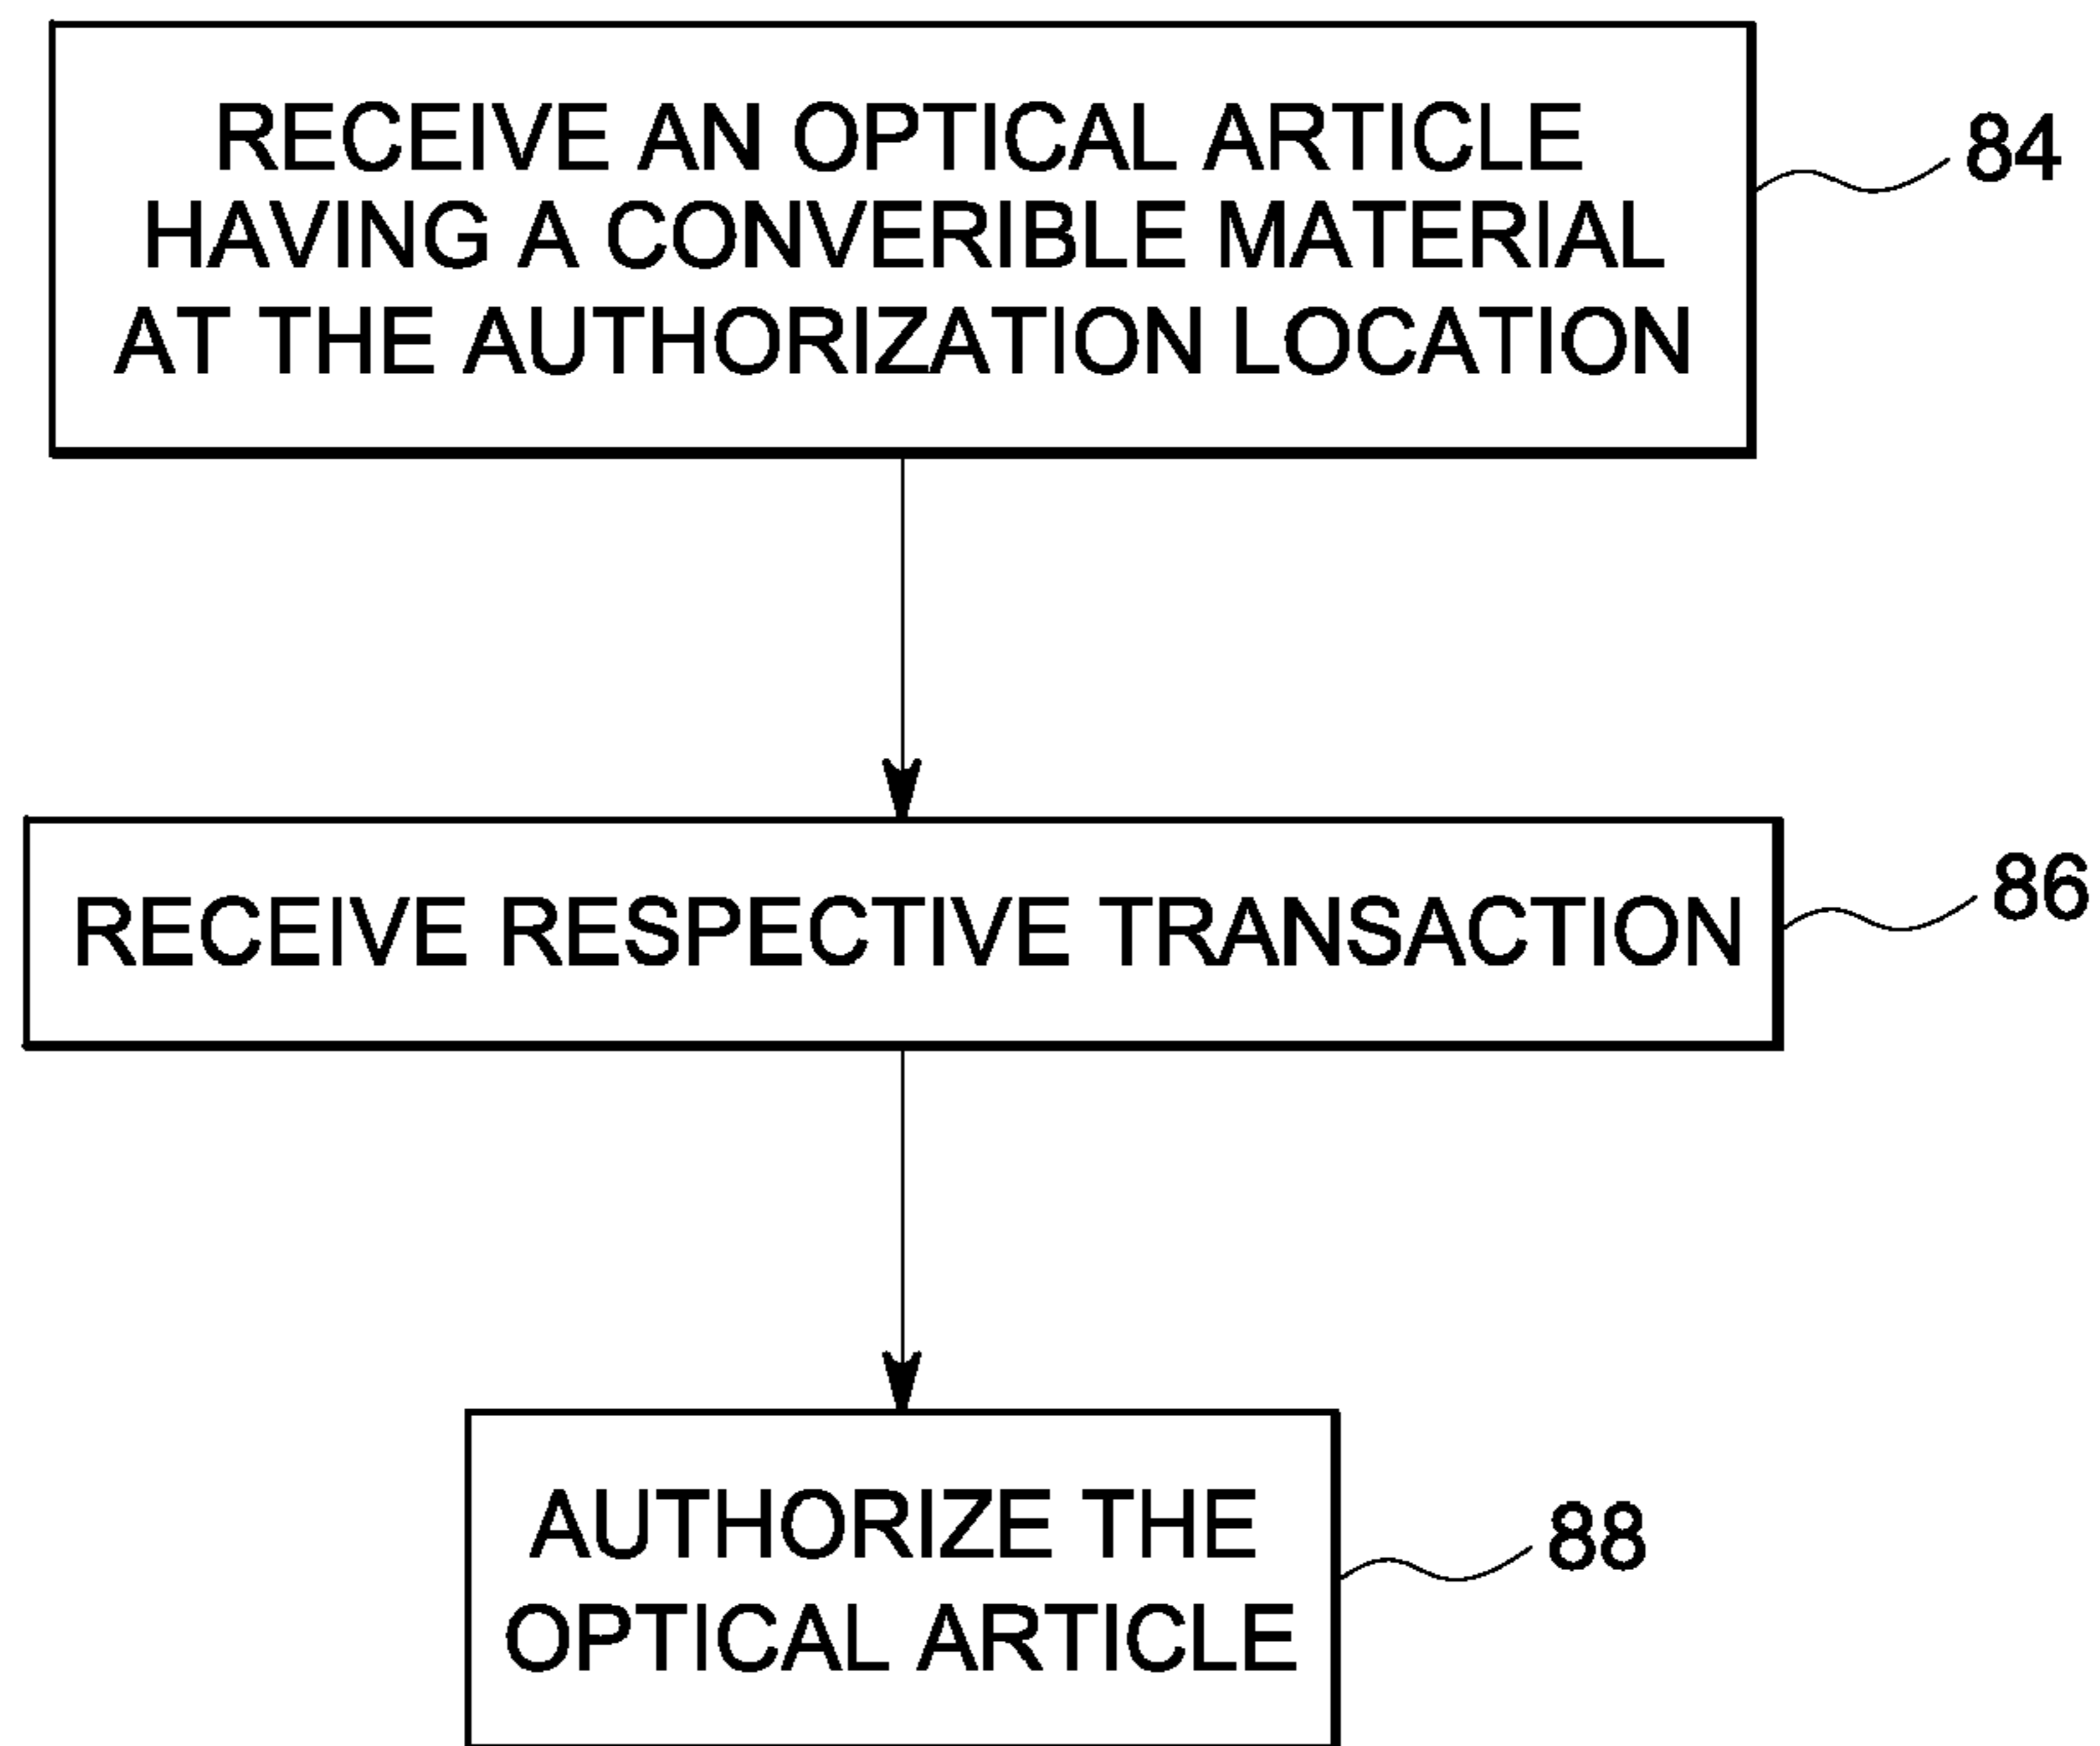 RECEIVE AN OPTICAL ARTICLE
HAVING A CONVERIBLE MATERIAL
AT THE AUTHORIZATION LOCATION
84
RECEIVE RESPECTIVE TRANSACTION
86
AUTHORIZE THE
OPTICAL ARTICLE
88